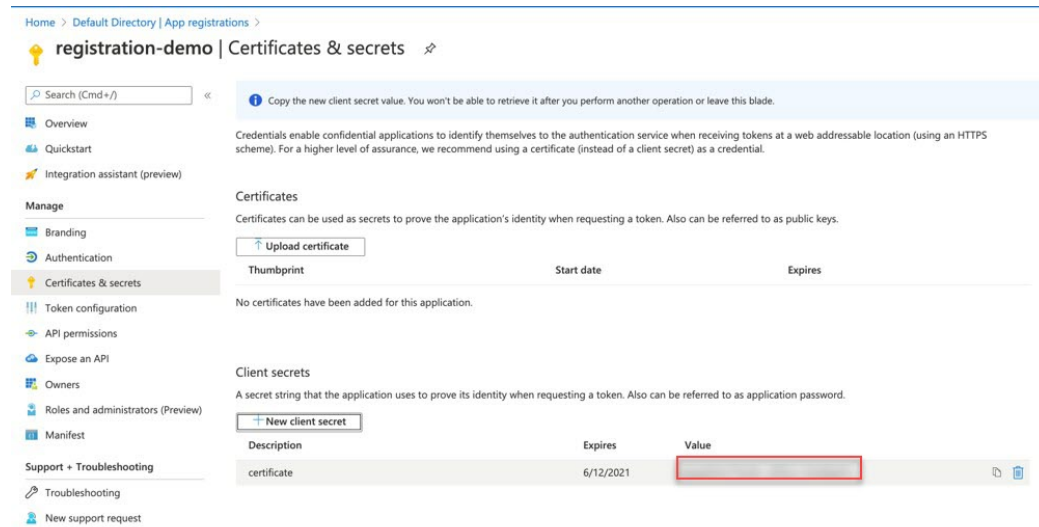 Home > Default Directory | App registrations >
registration-demo | Certificates & secrets
Search (Cmd+/)
«
Overview
Quickstart
Integration assistant (preview)
Manage
Branding
Authentication
Certificates & secrets
Token configuration
API permissions
Expose an API
Owners
Roles and administrators (Preview)
Manifest
Support + Troubleshooting
Troubleshooting
New support request
Copy the new client secret value. You won't be able to retrieve it after you perform another operation or leave this blade.
Credentials enable confidential applications to identify themselves to the authentication service when receiving tokens at a web addressable location (using an HTTPS
scheme). For a higher level of assurance, we recommend using a certificate (instead of a client secret) as a credential.
Certificates
Certificates can be used as secrets to prove the application's identity when requesting a token. Also can be referred to as public keys.
Upload certificate
Thumbprint Start date Expires
No certificates have been added for this application.
Client secrets
A secret string that the application uses to prove its identity when requesting a token. Also can be referred to as application password.
New client secret
Description Expires Value
certificate 6/12/2021